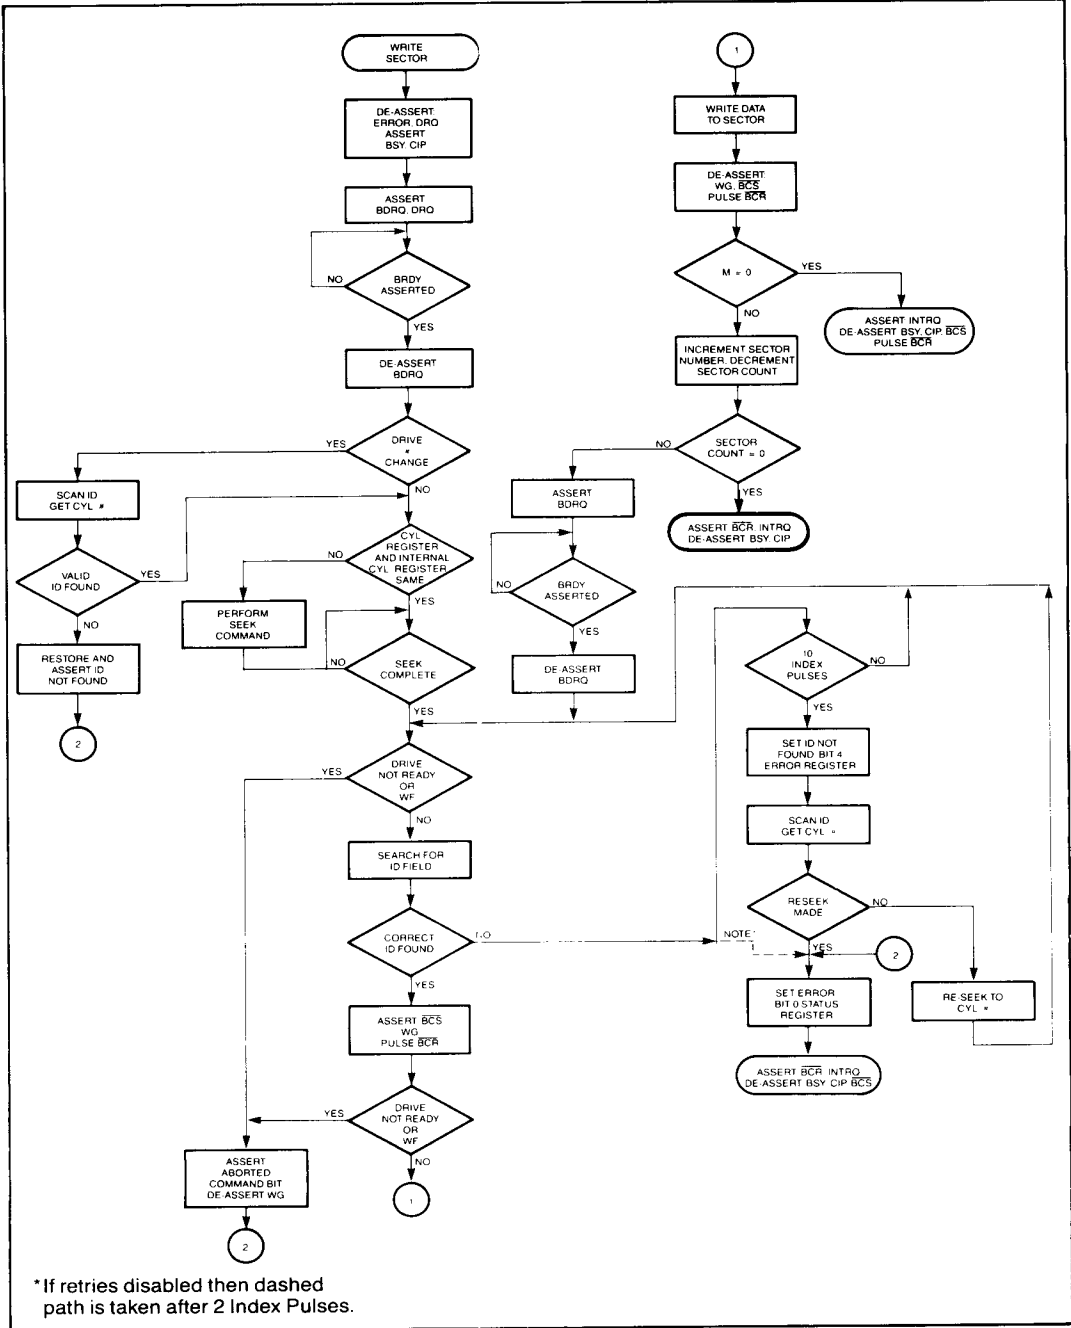 WRITE
SECTOR
DE-ASSERT
ERROR, DRQ
ASSERT
BSY, CIP
ASSERT
BDRQ, DRQ
BRDY
ASSERTED
NO
YES
DE-ASSERT
BDRQ
DRIVE
#
CHANGE
YES
NO
SCAN ID
GET CYL #
VALID
ID FOUND
YES
NO
RESTORE AND
ASSERT ID
NOT FOUND
2
CYL
REGISTER
AND INTERNAL
CYL REGISTER
SAME
NO
YES
PERFORM
SEEK
COMMAND
SEEK
COMPLETE
NO
YES
DRIVE
NOT READY
OR
WF
YES
NO
SEARCH FOR
ID FIELD
CORRECT
ID FOUND
NO
YES
ASSERT BCS
WG
PULSE BCR
DRIVE
NOT READY
OR
WF
YES
NO
1
ASSERT
ABORTED
COMMAND BIT
DE-ASSERT WG
2
1
WRITE DATA
TO SECTOR
DE-ASSERT
WG, BCS
PULSE BCR
M = 0
YES
NO
ASSERT INTRQ
DE-ASSERT BSY, CIP, BCS
PULSE BCR
INCREMENT SECTOR
NUMBER, DECREMENT
SECTOR COUNT
SECTOR
COUNT = 0
NO
YES
ASSERT BCR, INTRQ
DE-ASSERT BSY, CIP
ASSERT
BDRQ
BRDY
ASSERTED
NO
YES
DE-ASSERT
BDRQ
10
INDEX
PULSES
NO
YES
SET ID NOT
FOUND BIT 4
ERROR REGISTER
SCAN ID
GET CYL #
RESEEK
MADE
NO
YES
NOTE*
2
SET ERROR
BIT 0 STATUS
REGISTER
RE-SEEK TO
CYL #
ASSERT BCR INTRQ
DE-ASSERT BSY CIP BCS
*If retries disabled then dashed
path is taken after 2 Index Pulses.